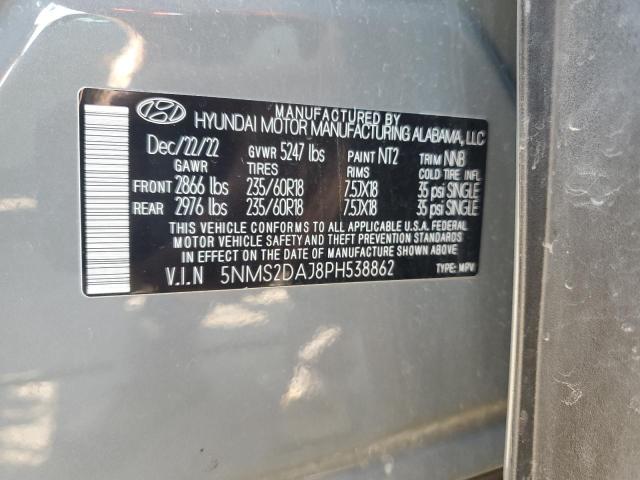 MANUFACTURED BY
HYUNDAI MOTOR MANUFACTURING ALABAMA, LLC
Dec/22/22 GVWR 5247 lbs PAINT NT2 TRIM NNB
GAWR TIRES RIMS COLD TIRE INFL
FRONT 2866 lbs 235/60R18 7.5JX18 35 psi SINGLE
REAR 2976 lbs 235/60R18 7.5JX18 35 psi SINGLE
THIS VEHICLE CONFORMS TO ALL APPLICABLE U.S.A. FEDERAL
MOTOR VEHICLE SAFETY AND THEFT PREVENTION STANDARDS
IN EFFECT ON THE DATE OF MANUFACTURE SHOWN ABOVE.
V.I.N 5NMS2DAJ8PH538862 TYPE: MPV